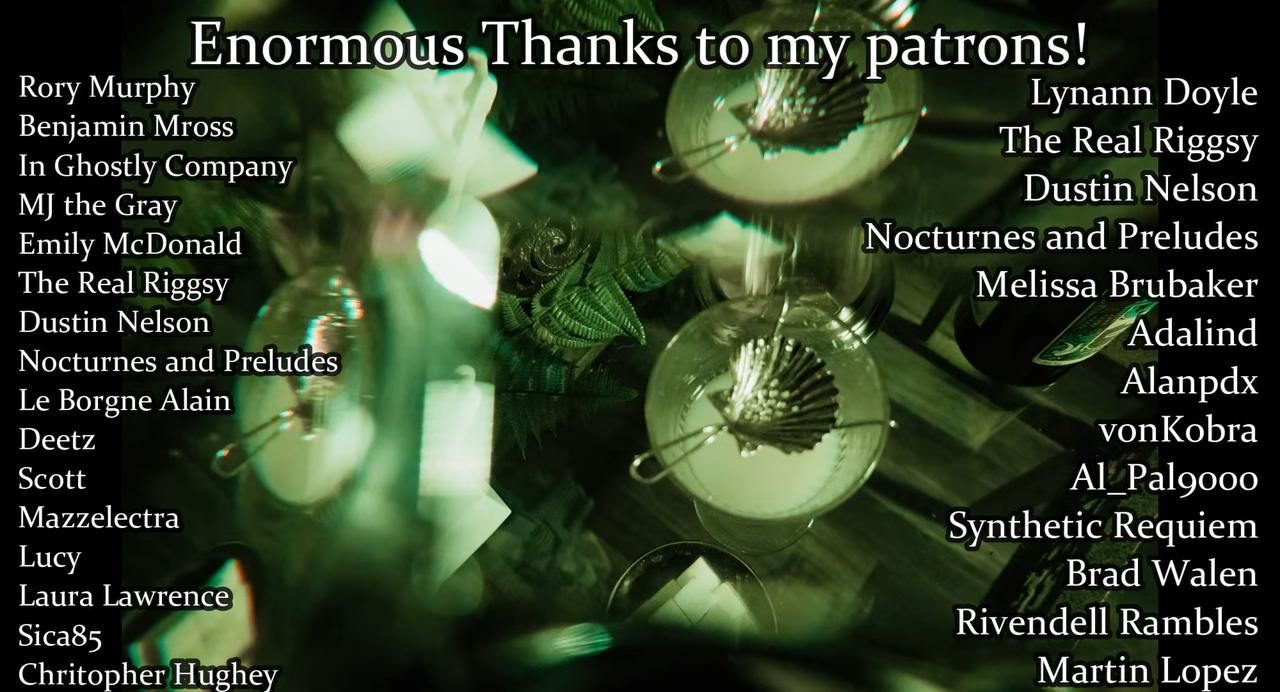 Enormous Thanks to my patrons!
Rory Murphy
Benjamin Mross
In Ghostly Company
MJ the Gray
Emily McDonald
The Real Riggsy
Dustin Nelson
Nocturnes and Preludes
Le Borgne Alain
Deetz
Scott
Mazzelectra
Lucy
Laura Lawrence
Sica85
Chritopher Hughey
Lynann Doyle
The Real Riggsy
Dustin Nelson
Nocturnes and Preludes
Melissa Brubaker
Adalind
Alanpdx
vonKobra
Al_Pal9000
Synthetic Requiem
Brad Walen
Rivendell Rambles
Martin Lopez